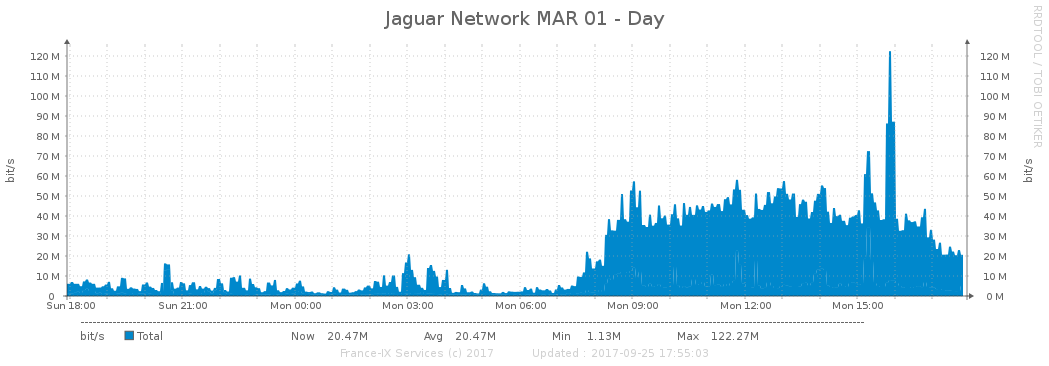 Jaguar Network MAR 01 - Day
RRDTOOL / TOBI OETIKER
120 M 120 M
110 M 110 M
100 M 100 M
90 M 90 M
80 M 80 M
70 M 70 M
bit/s bit/s
60 M 60 M
50 M 50 M
40 M 40 M
30 M 30 M
20 M 20 M
10 M 10 M
0 0 M
Sun 18:00 Sun 21:00 Mon 00:00 Mon 03:00 Mon 06:00 Mon 09:00 Mon 12:00 Mon 15:00
bit/s Total Now 20.47M Avg 20.47M Min 1.13M Max 122.27M
France-IX Services (c) 2017 Updated : 2017-09-25 17:55:03